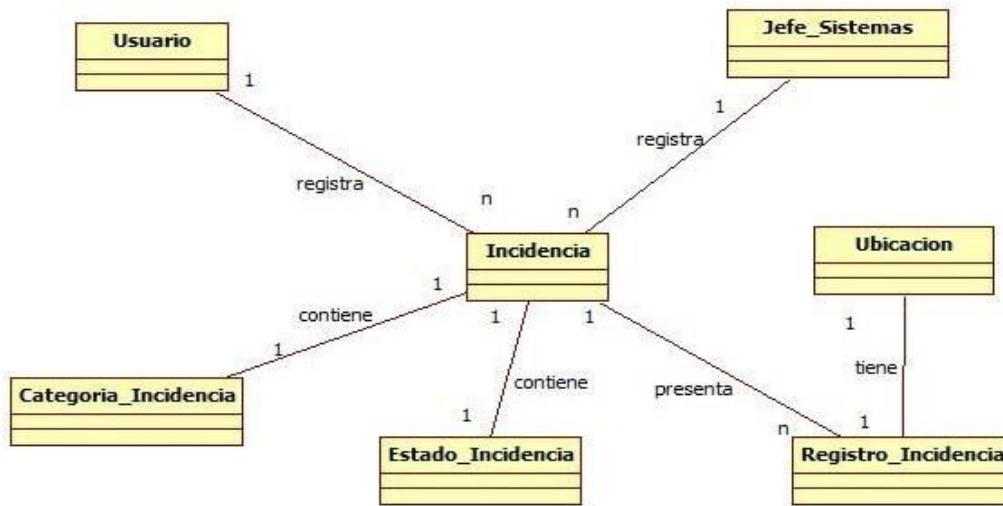 Usuario
Jefe_Sistemas
1
1
registra
registra
n
n
Incidencia
Ubicacion
1
1
1
1
contiene
1
tiene
contiene
presenta
Categoria_Incidencia
1
1
n
Estado_Incidencia
Registro_Incidencia